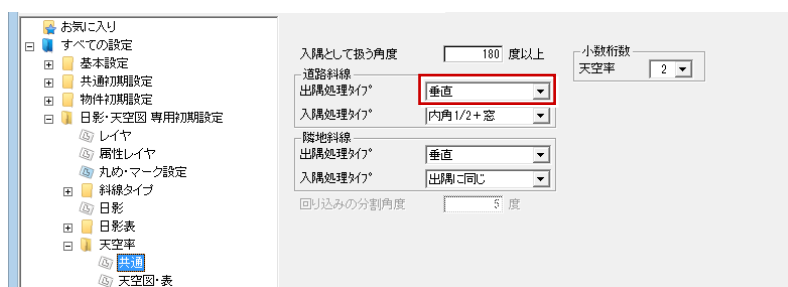 お気に入り
すべての設定
基本設定
共通初期設定
物件初期設定
日影・天空図 専用初期設定
レイヤ
属性レイヤ
丸め・マーク設定
斜線タイプ
日影
日影表
天空率
共通
天空図・表
入隅として扱う角度 180 度以上
道路斜線
出隅処理ﾀｲﾌﾟ 垂直
入隅処理ﾀｲﾌﾟ 内角1/2+窓
隣地斜線
出隅処理ﾀｲﾌﾟ 垂直
入隅処理ﾀｲﾌﾟ 出隅に同じ
回り込みの分割角度 5 度
小数桁数
天空率 2